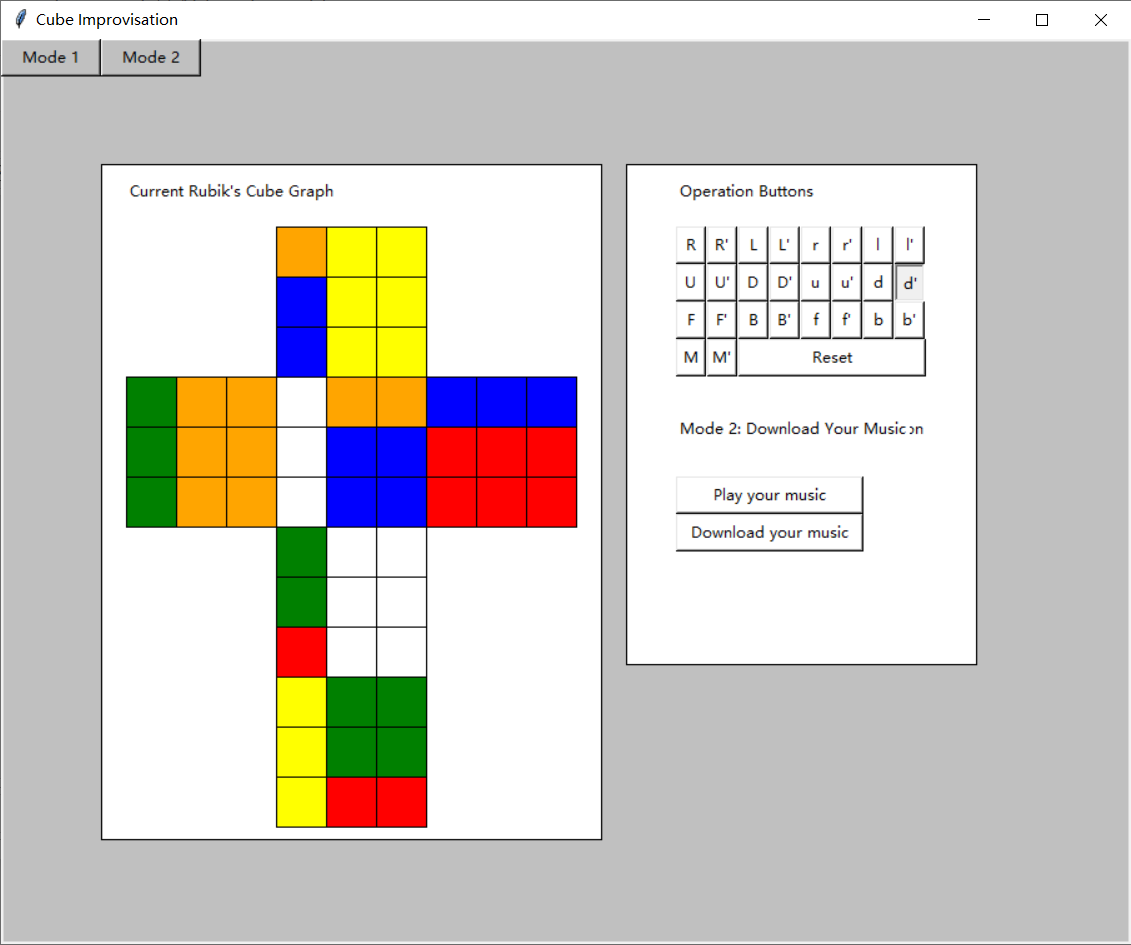 Cube Improvisation
Mode 1 Mode 2
Current Rubik's Cube Graph
Operation Buttons
R R' L L' r r' l l'
U U' D D' u u' d d'
F F' B B' f f' b b'
M M' Reset
Mode 2: Download Your Music
Play your music
Download your music